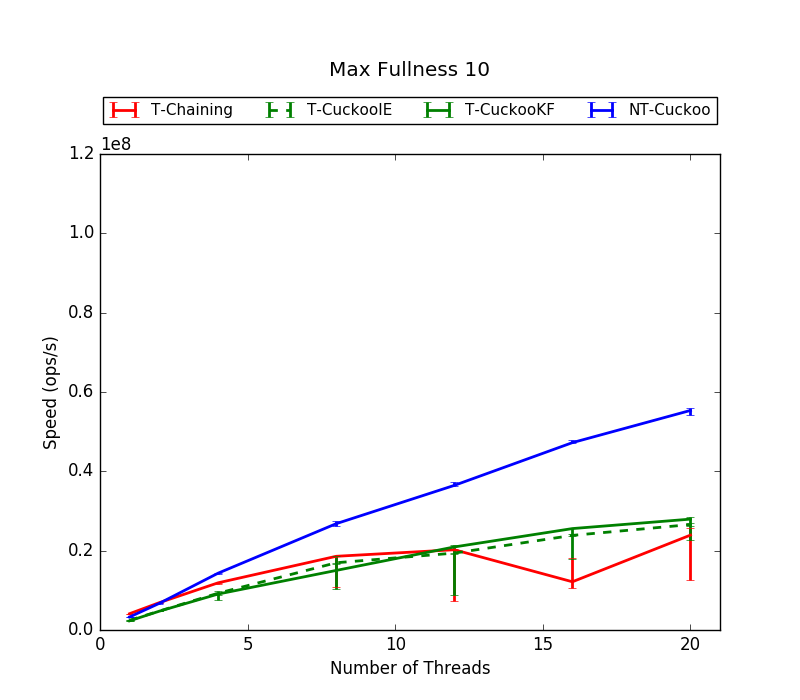 Max Fullness 10
T-Chaining T-CuckooIE T-CuckooKF NT-Cuckoo
1e8
1.2
1.0
0.8
0.6
0.4
0.2
0.0
Speed (ops/s)
0 5 10 15 20
Number of Threads